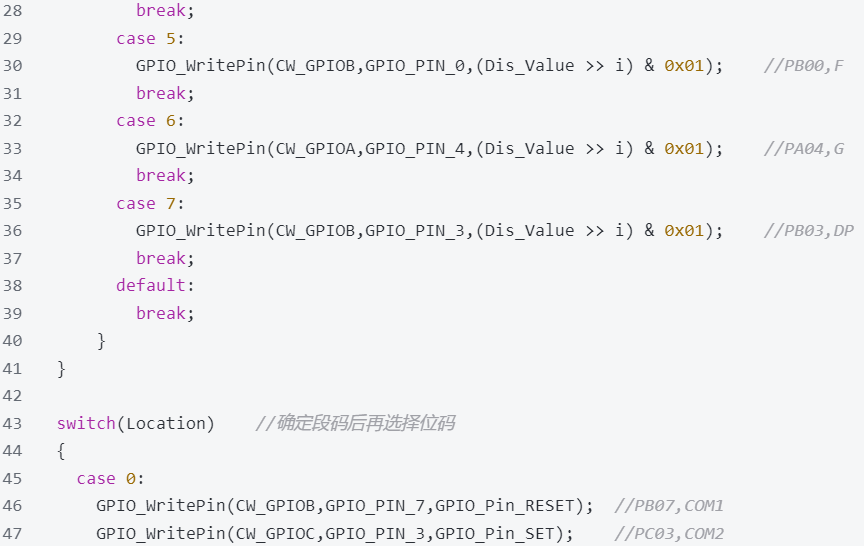 28 break;
29 case 5:
30 GPIO_WritePin(CW_GPIOB,GPIO_PIN_0,(Dis_Value >> i) & 0x01); //PB00,F
31 break;
32 case 6:
33 GPIO_WritePin(CW_GPIOA,GPIO_PIN_4,(Dis_Value >> i) & 0x01); //PA04,G
34 break;
35 case 7:
36 GPIO_WritePin(CW_GPIOB,GPIO_PIN_3,(Dis_Value >> i) & 0x01); //PB03,DP
37 break;
38 default:
39 break;
40 }
41 }
42
43 switch(Location) //确定段码后再选择位码
44 {
45 case 0:
46 GPIO_WritePin(CW_GPIOB,GPIO_PIN_7,GPIO_Pin_RESET); //PB07,COM1
47 GPIO_WritePin(CW_GPIOC,GPIO_PIN_3,GPIO_Pin_SET); //PC03,COM2